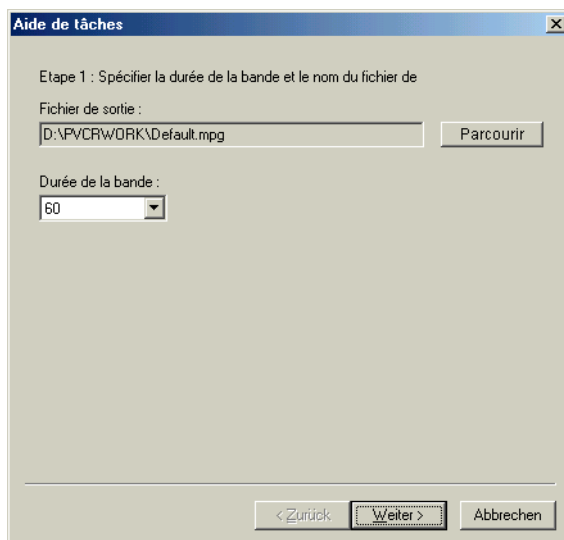 Aide de tâches
Etape 1 : Spécifier la durée de la bande et le nom du fichier de
Fichier de sortie :
D:\PVCRWORK\Default.mpg
Parcourir
Durée de la bande :
60
< Zurück
Weiter >
Abbrechen